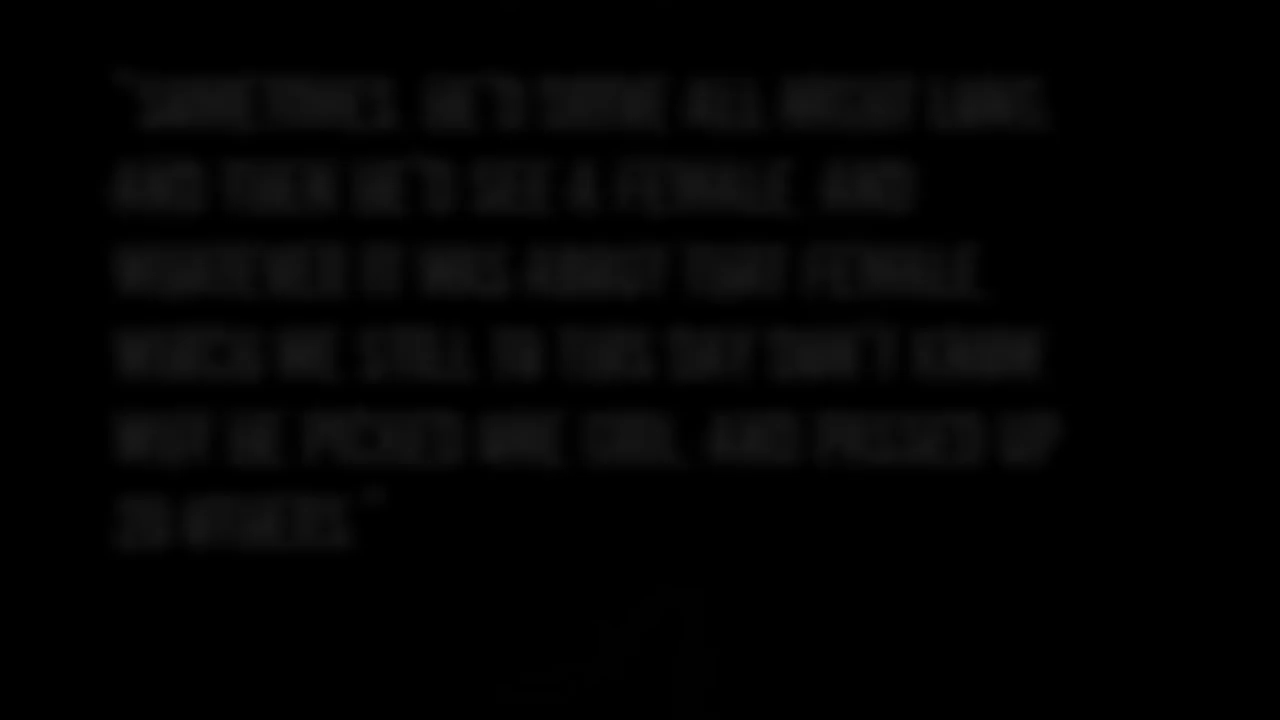 "SOMETIMES, HE'D DRIVE ALL NIGHT LONG,
AND THEN HE'D SEE A FEMALE, AND
WHATEVER IT WAS ABOUT THAT FEMALE,
WHICH WE STILL TO THIS DAY DON'T KNOW
WHY HE PICKED ONE GIRL, AND PASSED UP
20 OTHERS."